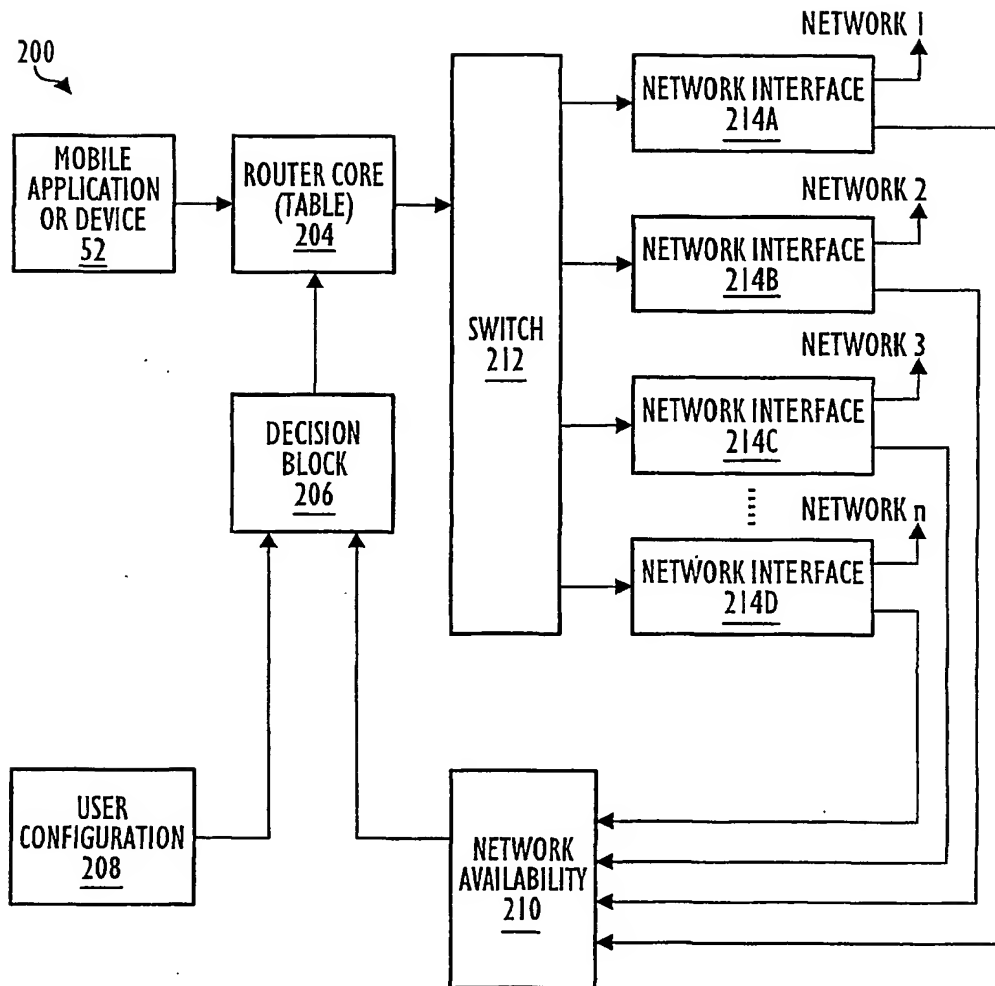 200
MOBILE
APPLICATION
OR DEVICE
52
ROUTER CORE
(TABLE)
204
DECISION
BLOCK
206
USER
CONFIGURATION
208
SWITCH
212
NETWORK 1
NETWORK INTERFACE
214A
NETWORK 2
NETWORK INTERFACE
214B
NETWORK 3
NETWORK INTERFACE
214C
NETWORK n
NETWORK INTERFACE
214D
NETWORK
AVAILABILITY
210